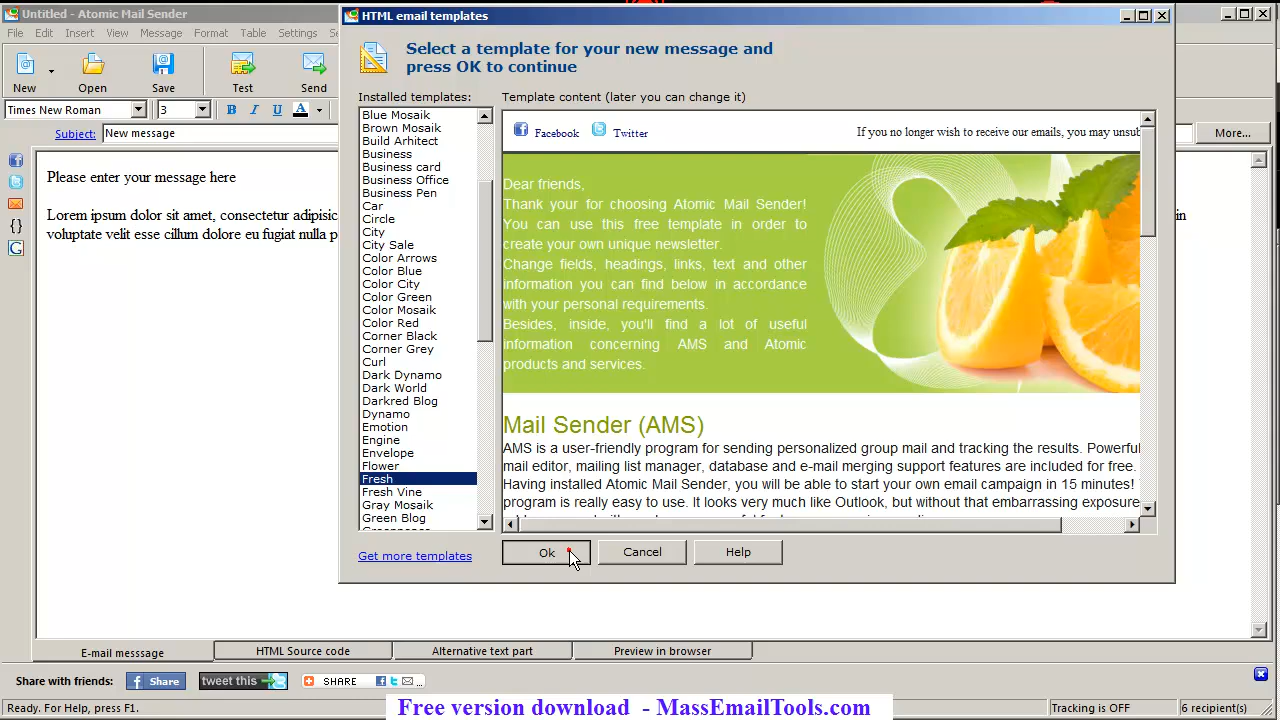 Untitled - Atomic Mail Sender
File Edit Insert View Message Format Table Settings
New Open Save Test Send
Times New Roman 3 B I U A
Subject: New message More...
Please enter your message here
Lorem ipsum dolor sit amet, consectetur adipisic in
voluptate velit esse cillum dolore eu fugiat nulla p
HTML email templates
Select a template for your new message and
press OK to continue
Installed templates: Template content (later you can change it)
Blue Mosaik
Brown Mosaik
Build Arhitect
Business
Business card
Business Office
Business Pen
Car
Circle
City
City Sale
Color Arrows
Color Blue
Color City
Color Green
Color Mosaik
Color Red
Corner Black
Corner Grey
Curl
Dark Dynamo
Dark World
Darkred Blog
Dynamo
Emotion
Engine
Envelope
Flower
Fresh
Fresh Vine
Gray Mosaik
Green Blog
Facebook Twitter If you no longer wish to receive our emails, you may unsub
Dear friends,
Thank your for choosing Atomic Mail Sender!
You can use this free template in order to
create your own unique newsletter.
Change fields, headings, links, text and other
information you can find below in accordance
with your personal requirements.
Besides, inside, you'll find a lot of useful
information concerning AMS and Atomic
products and services.
Mail Sender (AMS)
AMS is a user-friendly program for sending personalized group mail and tracking the results. Powerful
mail editor, mailing list manager, database and e-mail merging support features are included for free.
Having installed Atomic Mail Sender, you will be able to start your own email campaign in 15 minutes!
program is really easy to use. It looks very much like Outlook, but without that embarrassing exposure
Get more templates Ok Cancel Help
E-mail messsage HTML Source code Alternative text part Preview in browser
Share with friends: f Share tweet this SHARE
Ready. For Help, press F1. Tracking is OFF 6 recipient(s)
Free version download - MassEmailTools.com